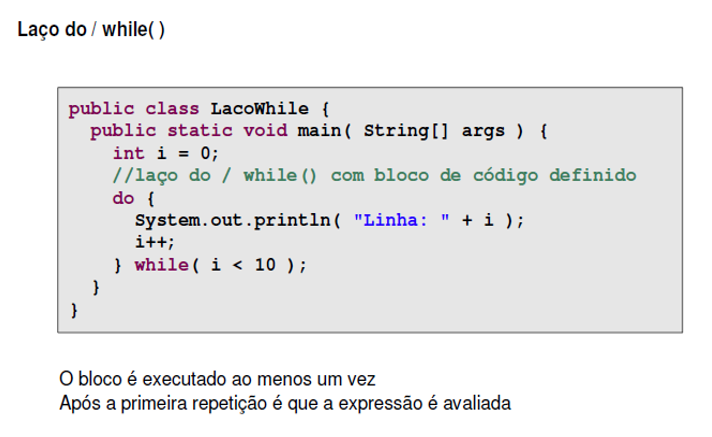 Laço do / while( )
public class LacoWhile {
public static void main( String[] args ) {
int i = 0;
//laço do / while() com bloco de código definido
do {
System.out.println( "Linha: " + i );
i++;
} while( i < 10 );
}
}
O bloco é executado ao menos um vez
Após a primeira repetição é que a expressão é avaliada